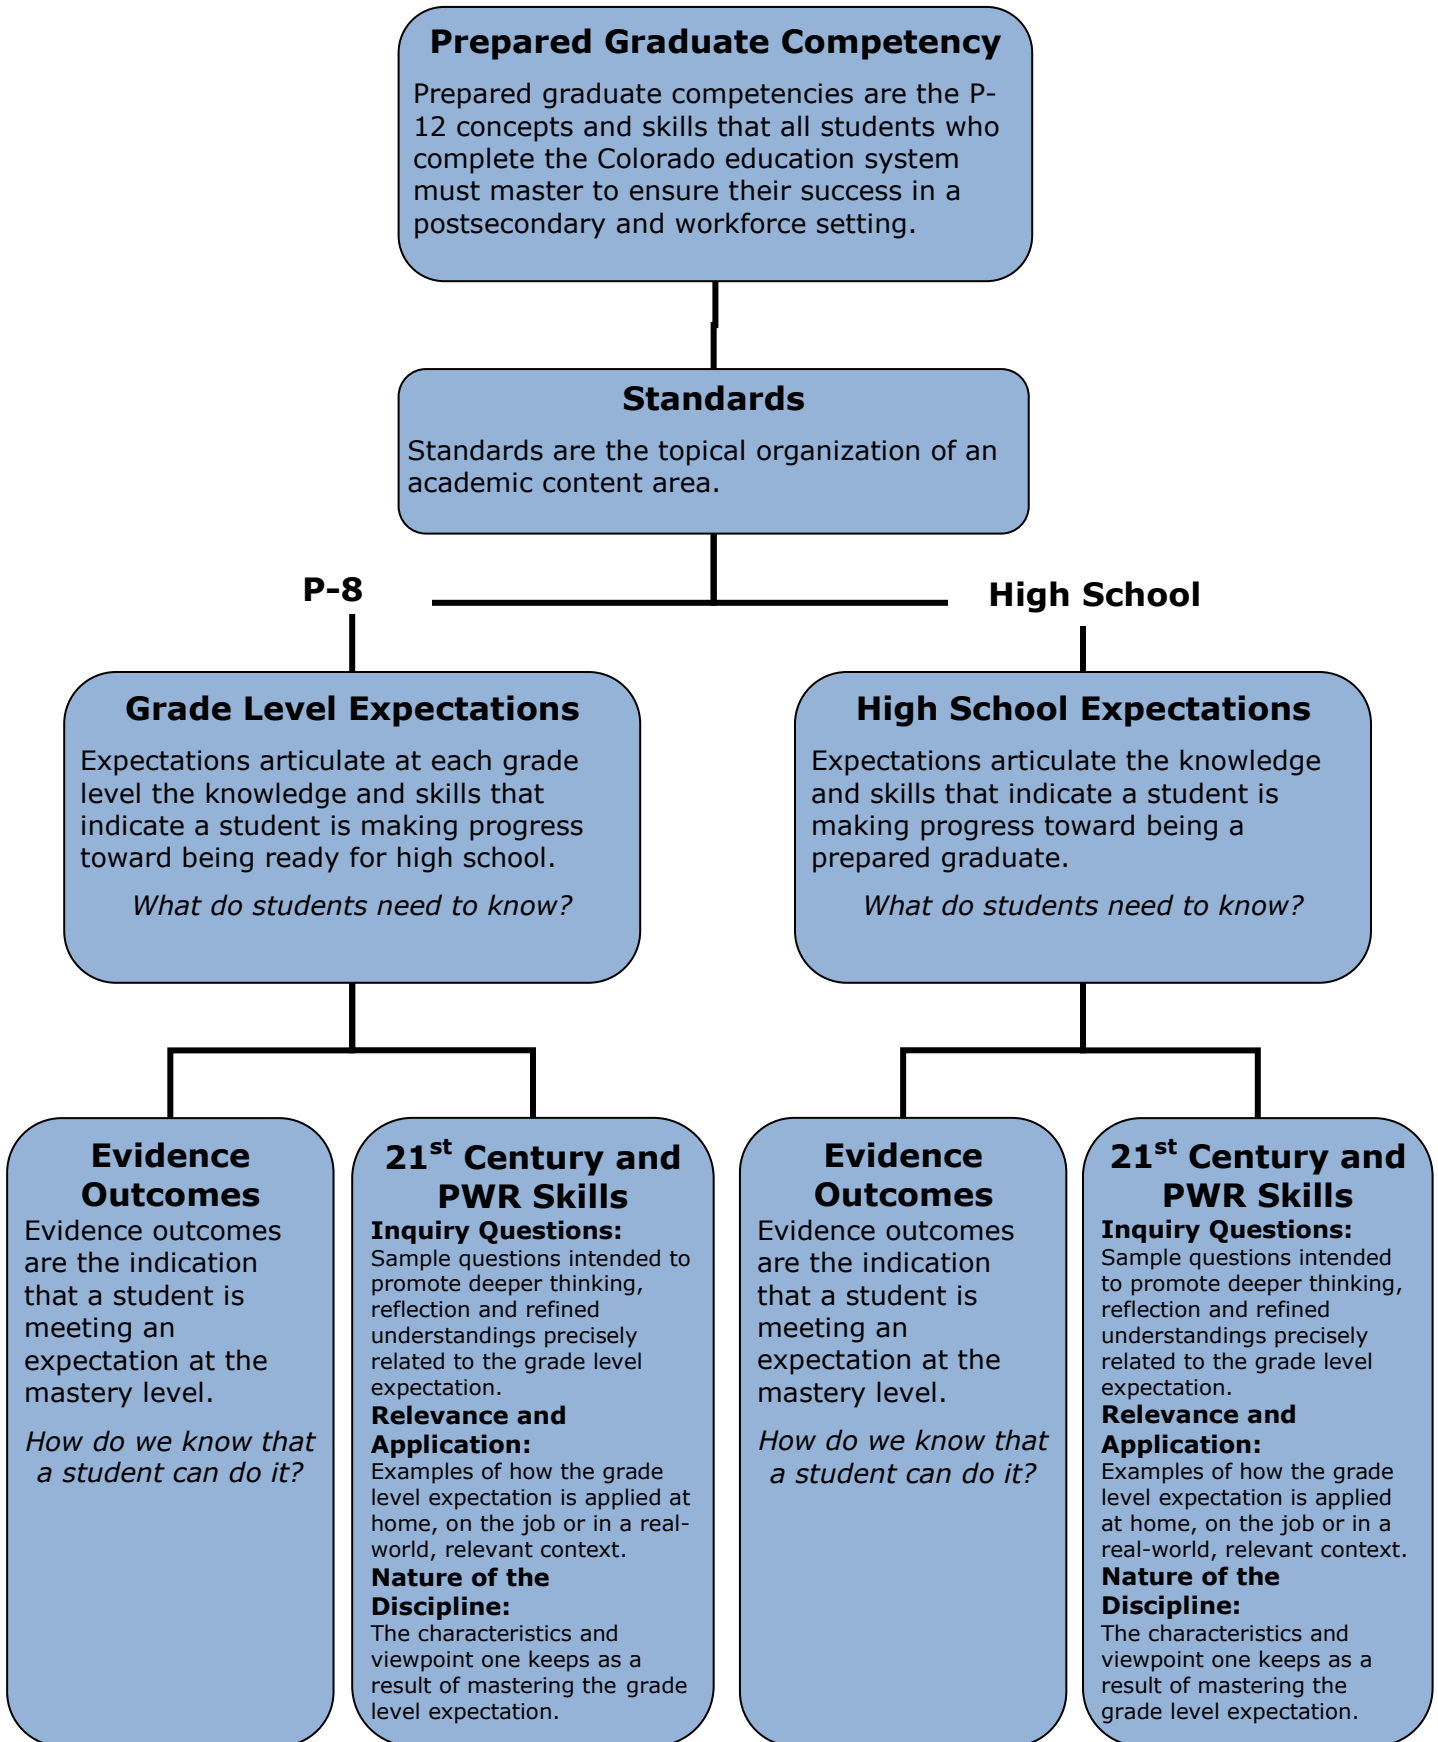 Prepared Graduate Competency
Prepared graduate competencies are the P-
12 concepts and skills that all students who
complete the Colorado education system
must master to ensure their success in a
postsecondary and workforce setting.
Standards
Standards are the topical organization of an
academic content area.
P-8
High School
Grade Level Expectations
Expectations articulate at each grade
level the knowledge and skills that
indicate a student is making progress
toward being ready for high school.
What do students need to know?
High School Expectations
Expectations articulate the knowledge
and skills that indicate a student is
making progress toward being a
prepared graduate.
What do students need to know?
Evidence
Outcomes
Evidence outcomes
are the indication
that a student is
meeting an
expectation at the
mastery level.
How do we know that
a student can do it?
21st Century and
PWR Skills
Inquiry Questions:
Sample questions intended to
promote deeper thinking,
reflection and refined
understandings precisely
related to the grade level
expectation.
Relevance and
Application:
Examples of how the grade
level expectation is applied at
home, on the job or in a real-
world, relevant context.
Nature of the
Discipline:
The characteristics and
viewpoint one keeps as a
result of mastering the grade
level expectation.
Evidence
Outcomes
Evidence outcomes
are the indication
that a student is
meeting an
expectation at the
mastery level.
How do we know that
a student can do it?
21st Century and
PWR Skills
Inquiry Questions:
Sample questions intended
to promote deeper thinking,
reflection and refined
understandings precisely
related to the grade level
expectation.
Relevance and
Application:
Examples of how the grade
level expectation is applied
at home, on the job or in a
real-world, relevant context.
Nature of the
Discipline:
The characteristics and
viewpoint one keeps as a
result of mastering the
grade level expectation.